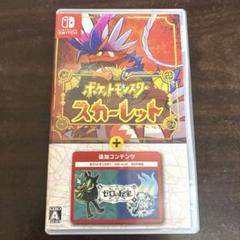 NINTENDO
SWITCH
ポケットモンスター
スカーレット
+
追加コンテンツ
ゼロの秘宝
A